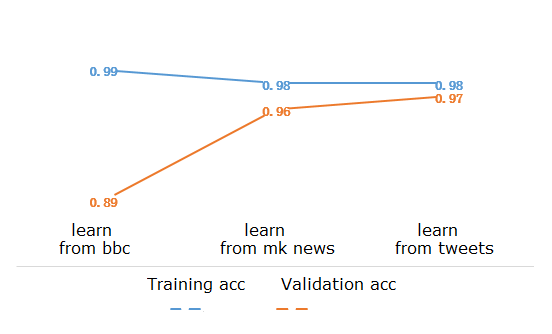 0.99
0.98
0.98
0.97
0.96
0.89
learn
from bbc
learn
from mk news
learn
from tweets
Training acc
Validation acc